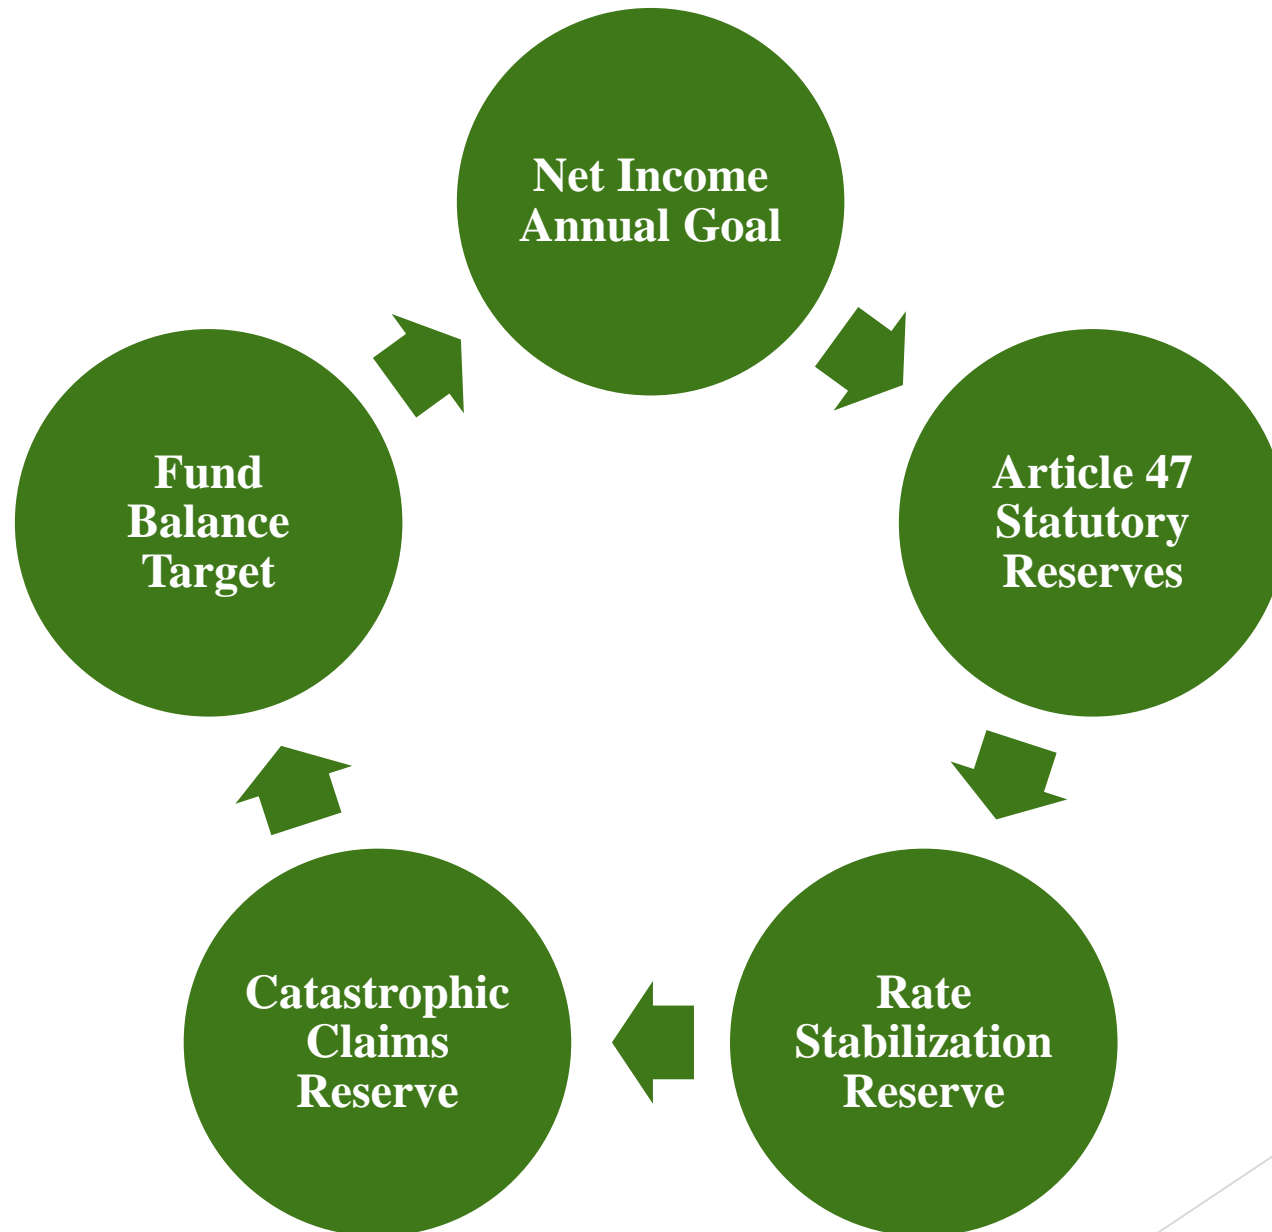 Net Income
Annual Goal
Article 47
Statutory
Reserves
Rate
Stabilization
Reserve
Catastrophic
Claims
Reserve
Fund
Balance
Target